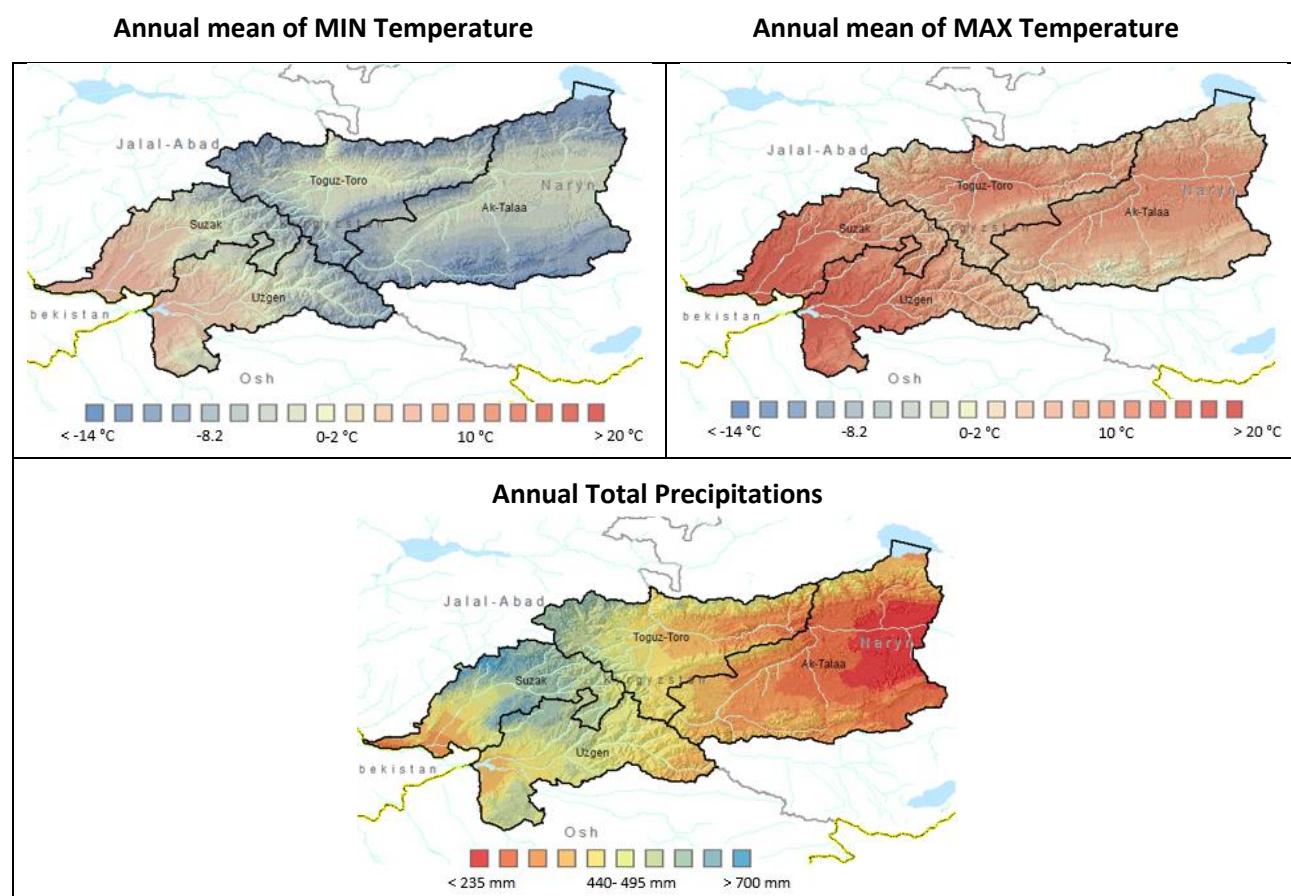 Annual mean of MIN Temperature
Annual mean of MAX Temperature
Jalal-Abad
Toguz-Toro
Naryn
Ak-Talaa
Suzak
Kyrgyzstan
Uzgen
bekistan
Osh
< -14 °C -8.2 0-2 °C 10 °C > 20 °C
Jalal-Abad
Toguz-Toro
Naryn
Ak-Talaa
Suzak
Kyrgyzstan
Uzgen
bekistan
Osh
< -14 °C -8.2 0-2 °C 10 °C > 20 °C
Annual Total Precipitations
Jalal-Abad
Toguz-Toro
Naryn
Ak-Talaa
Suzak
Kyrgyzstan
Uzgen
bekistan
Osh
< 235 mm 440- 495 mm > 700 mm